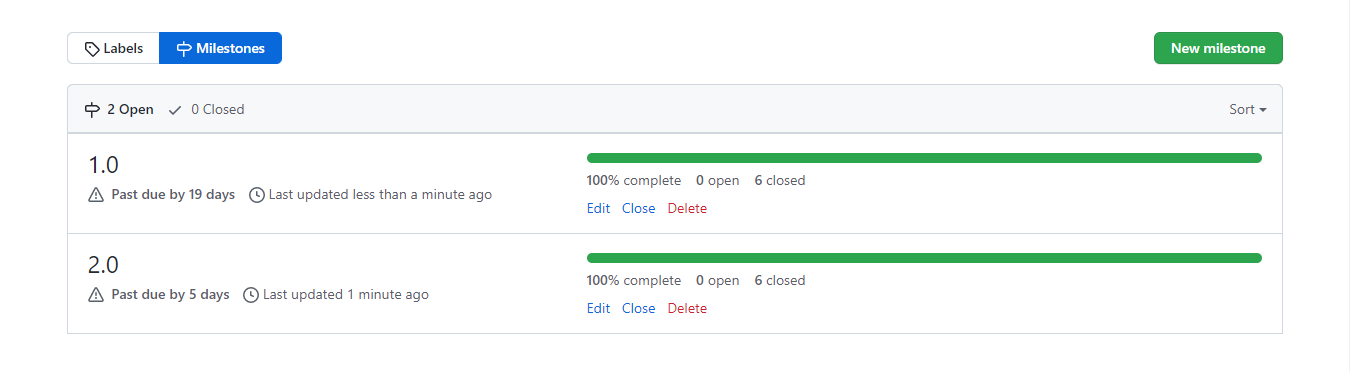 Labels Milestones New milestone
2 Open 0 Closed Sort
1.0
Past due by 19 days Last updated less than a minute ago
100% complete 0 open 6 closed
Edit Close Delete
2.0
Past due by 5 days Last updated 1 minute ago
100% complete 0 open 6 closed
Edit Close Delete